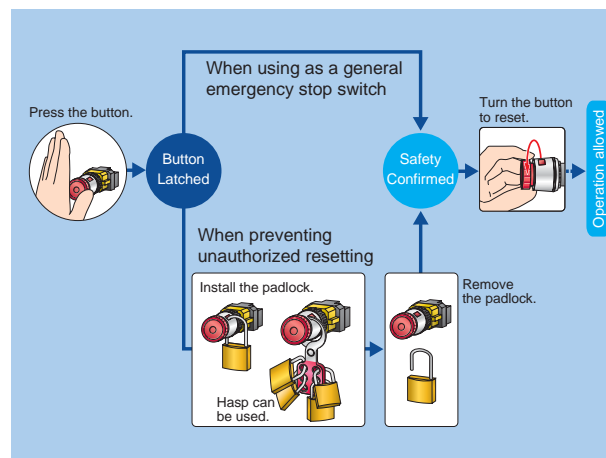 When using as a general
emergency stop switch
Press the button.
Turn the button
to reset.
Button
Latched
Safety
Confirmed
Operation allowed
When preventing
unauthorized resetting
Install the padlock.
Remove
the padlock.
Hasp can
be used.